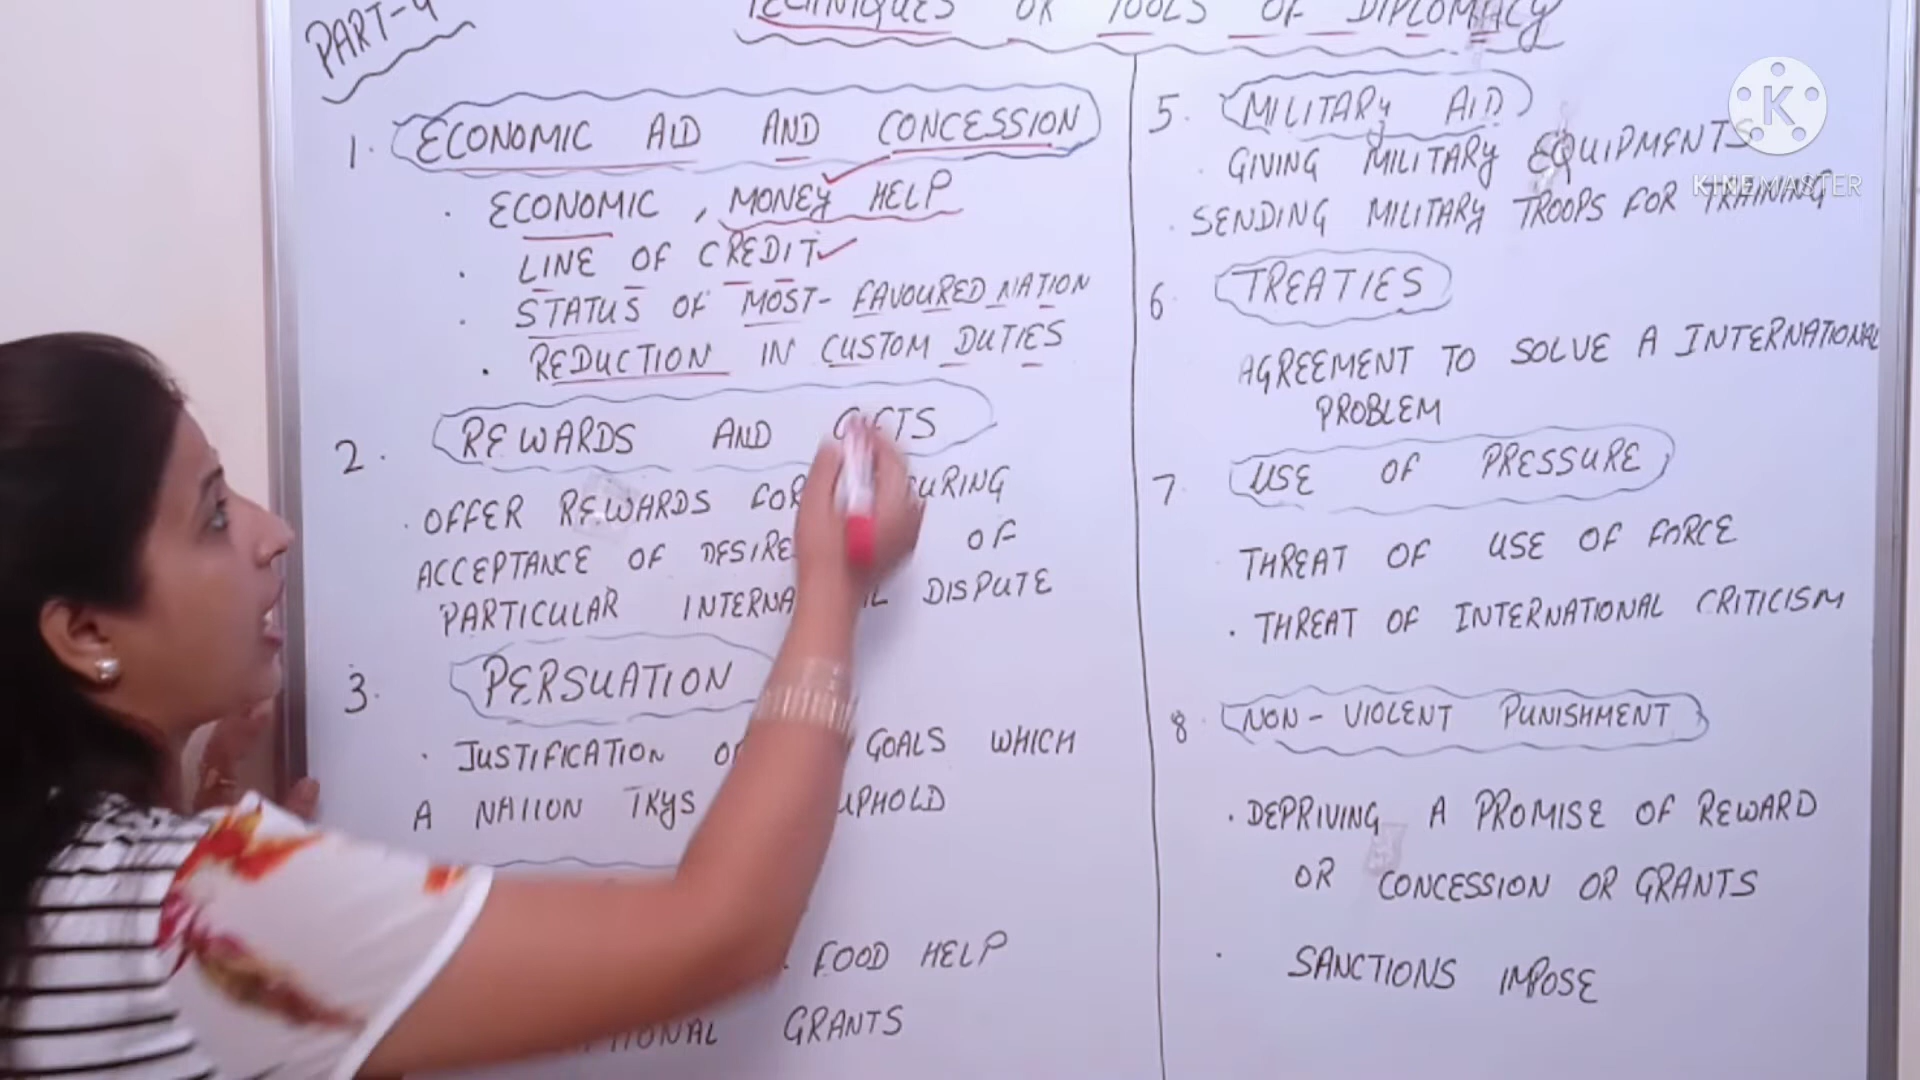 PART-4
TECHNIQUES OR TOOLS OF DIPLOMACY
1. ECONOMIC AID AND CONCESSION
· ECONOMIC, MONEY HELP
· LINE OF CREDIT
· STATUS OF MOST-FAVOURED NATION
· REDUCTION IN CUSTOM DUTIES
2. REWARDS AND GIFTS
· OFFER REWARDS FOR
ACCEPTANCE OF OF
PARTICULAR DISPUTE
3. PERSUATION
· JUSTIFICATION GOALS WHICH
A NATION TRYS UPHOLD
· FOOD HELP
GRANTS
5. MILITARY AID
· GIVING MILITARY EQUIPMENTS
· SENDING MILITARY TROOPS FOR TRAINING
6 TREATIES
AGREEMENT TO SOLVE A INTERNATIONAL
PROBLEM
7 USE OF PRESSURE
THREAT OF USE OF FORCE
· THREAT OF INTERNATIONAL CRITICISM
8. NON-VIOLENT PUNISHMENT
· DEPRIVING A PROMISE OF REWARD
OR CONCESSION OR GRANTS
· SANCTIONS IMPOSE
K
KINEMASTER